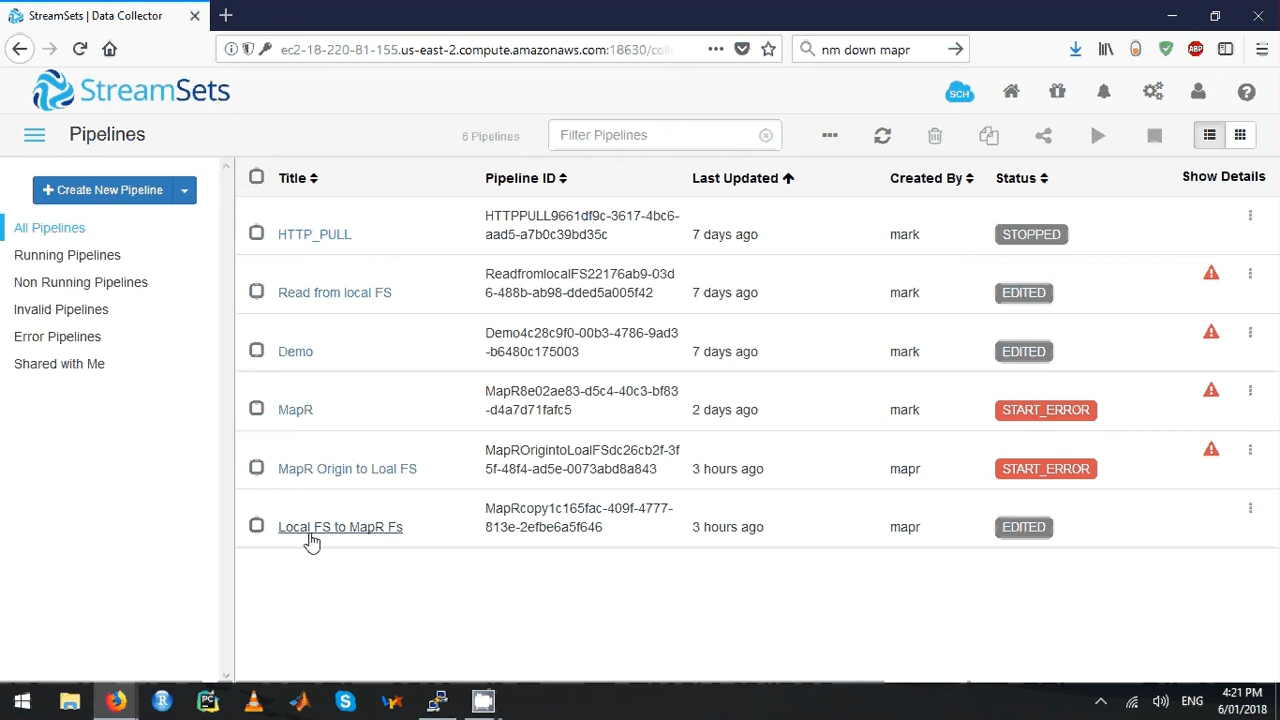 StreamSets | Data Collector
ec2-18-220-81-155.us-east-2.compute.amazonaws.com:18630/coll
nm down mapr
ABP
StreamSets
SCH
Pipelines
6 Pipelines
Filter Pipelines
Create New Pipeline
All Pipelines
Running Pipelines
Non Running Pipelines
Invalid Pipelines
Error Pipelines
Shared with Me
Title Pipeline ID Last Updated Created By Status Show Details
HTTPPULL9661df9c-3617-4bc6-
HTTP_PULL aad5-a7b0c39bd35c 7 days ago mark STOPPED
ReadfromlocalFS22176ab9-03d
Read from local FS 6-488b-ab98-dded5a005f42 7 days ago mark EDITED
Demo4c28c9f0-00b3-4786-9ad3
Demo -b6480c175003 7 days ago mark EDITED
MapR8e02ae83-d5c4-40c3-bf83
MapR -d4a7d71fafc5 2 days ago mark START_ERROR
MapROrigintoLoalFSdc26cb2f-3f
MapR Origin to Loal FS 5f-48f4-ad5e-0073abd8a843 3 hours ago mapr START_ERROR
MapRcopy1c165fac-409f-4777-
Local FS to MapR Fs 813e-2efbe6a5f646 3 hours ago mapr EDITED
ENG
4:21 PM
6/01/2018